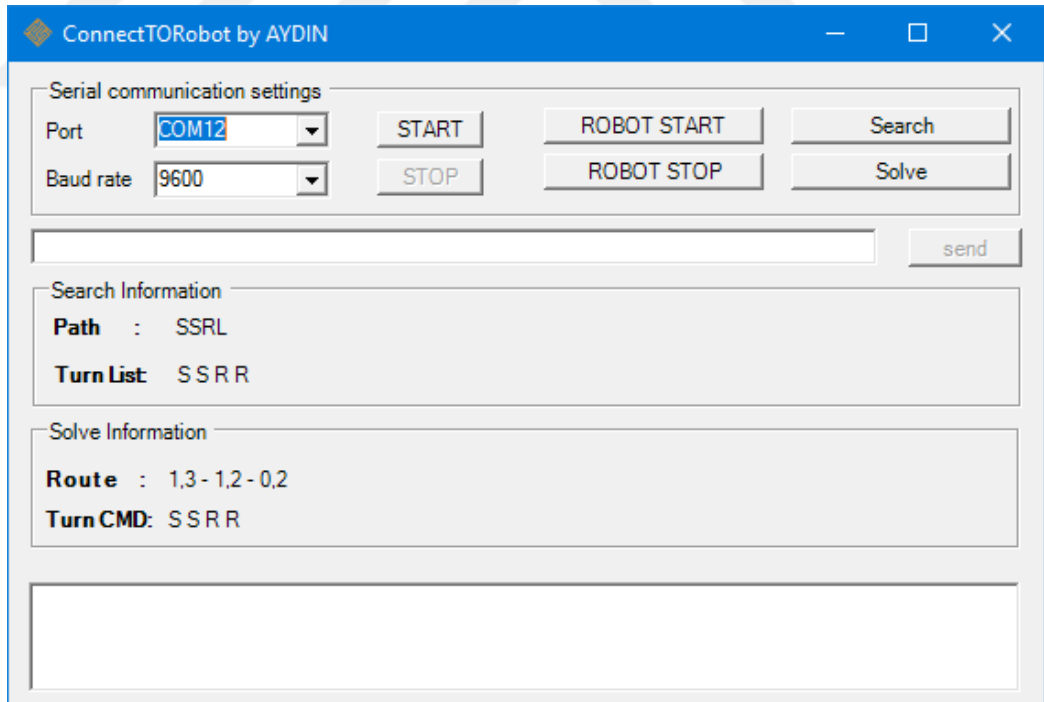 ConnectTORobot by AYDIN
Serial communication settings
Port COM12 START ROBOT START Search
Baud rate 9600 STOP ROBOT STOP Solve
send
Search Information
Path : SSRL
Turn List: S S R R
Solve Information
Route : 1,3 - 1,2 - 0,2
Turn CMD: S S R R